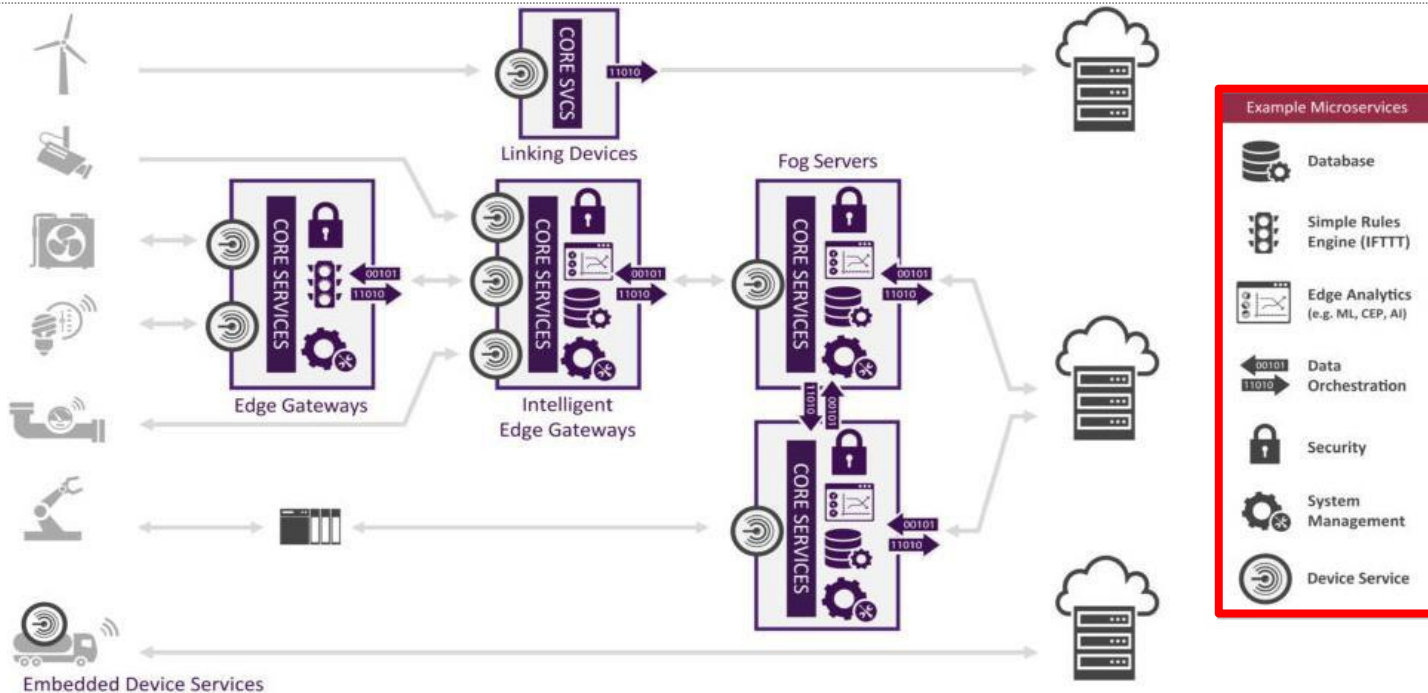 CORE SVCS
11010
Linking Devices
Fog Servers
CORE SERVICES
00101
11010
Edge Gateways
CORE SERVICES
00101
11010
Intelligent
Edge Gateways
CORE SERVICES
00101
11010
11010
00101
CORE SERVICES
00101
11010
Embedded Device Services
Example Microservices
Database
Simple Rules
Engine (IFTTT)
Edge Analytics
(e.g. ML, CEP, AI)
00101
11010
Data
Orchestration
Security
System
Management
Device Service